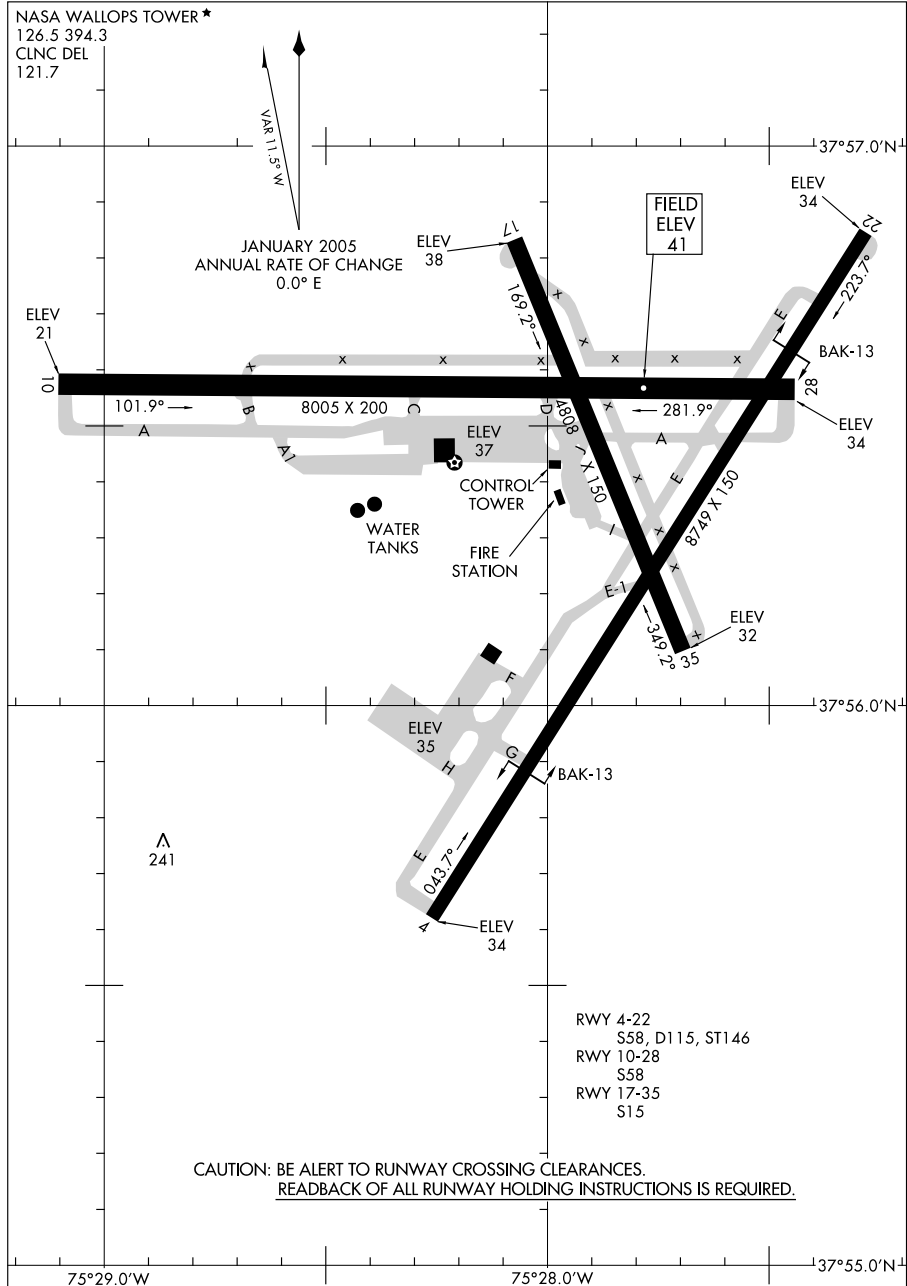 NASA WALLOPS TOWER ★
126.5 394.3
CLNC DEL
121.7
VAR 11.5° W
JANUARY 2005
ANNUAL RATE OF CHANGE
0.0° E
37°57.0'N
ELEV
34
22
FIELD
ELEV
41
17
ELEV
38
169.2°
223.7°
E
BAK-13
ELEV
21
10
x
x
x
x
x
x
x
x
x
x
28
101.9°
B
8005 X 200
C
D
4808 X 150
x
281.9°
ELEV
34
A
A1
ELEV
37
J
A
E
8749 X 150
CONTROL
TOWER
x
WATER
TANKS
FIRE
STATION
I
x
x
E-1
ELEV
32
x
349.2°
35
F
37°56.0'N
ELEV
35
G
H
BAK-13
241
E
043.7°
4
ELEV
34
RWY 4-22
S58, D115, ST146
RWY 10-28
S58
RWY 17-35
S15
CAUTION: BE ALERT TO RUNWAY CROSSING CLEARANCES.
READBACK OF ALL RUNWAY HOLDING INSTRUCTIONS IS REQUIRED.
37°55.0'N
75°29.0'W
75°28.0'W